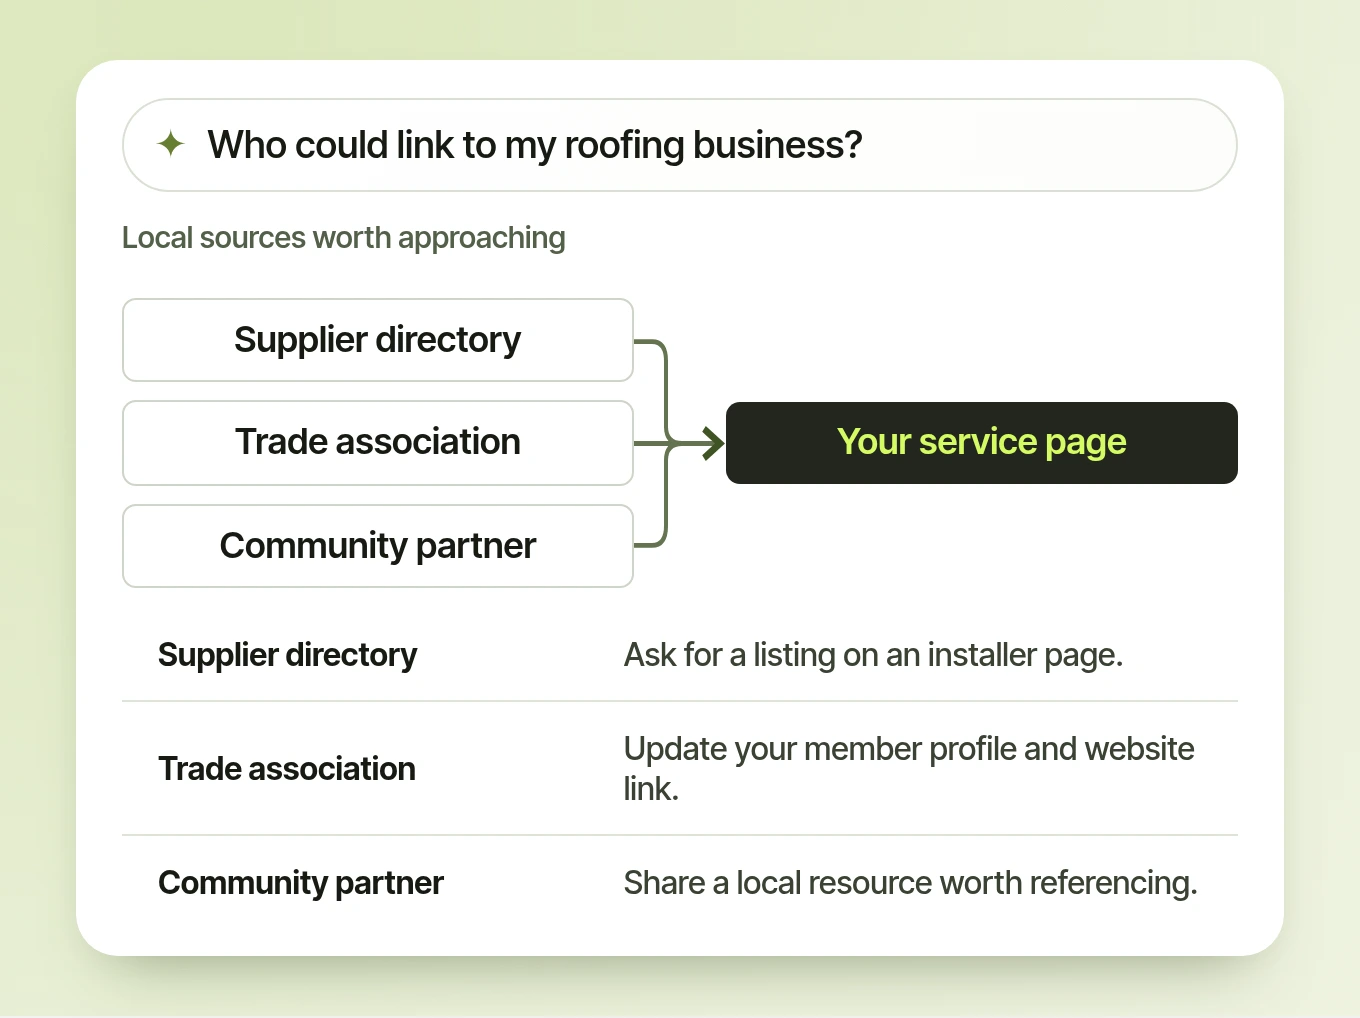 Who could link to my roofing business?
Local sources worth approaching
Supplier directory
Trade association
Community partner
Your service page
Supplier directory
Ask for a listing on an installer page.
Trade association
Update your member profile and website
link.
Community partner
Share a local resource worth referencing.